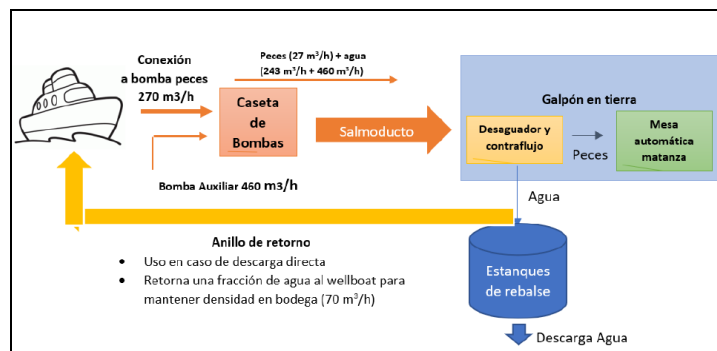 Conexión
a bomba peces
270 m3/h
Peces (27 m³/h) + agua
(243 m³/h + 460 m³/h)
Caseta
de
Bombas
Salmoducto
Galpón en tierra
Desaguador y
contraflujo
Peces
Mesa
automática
matanza
Bomba Auxiliar 460 m3/h
Agua
Anillo de retorno
• Uso en caso de descarga directa
• Retorna una fracción de agua al wellboat para
mantener densidad en bodega (70 m³/h)
Estanques
de rebalse
Descarga Agua